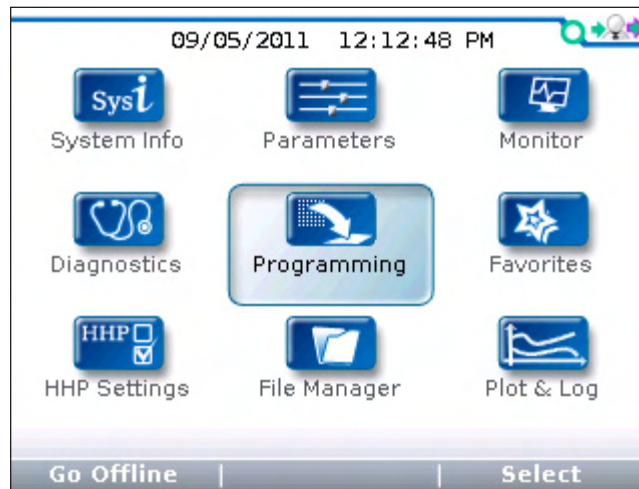 09/05/2011 12:12:48 PM
Sysi
System Info
Parameters
Monitor
Diagnostics
Programming
Favorites
HHP
HHP Settings
File Manager
Plot & Log
Go Offline | | Select